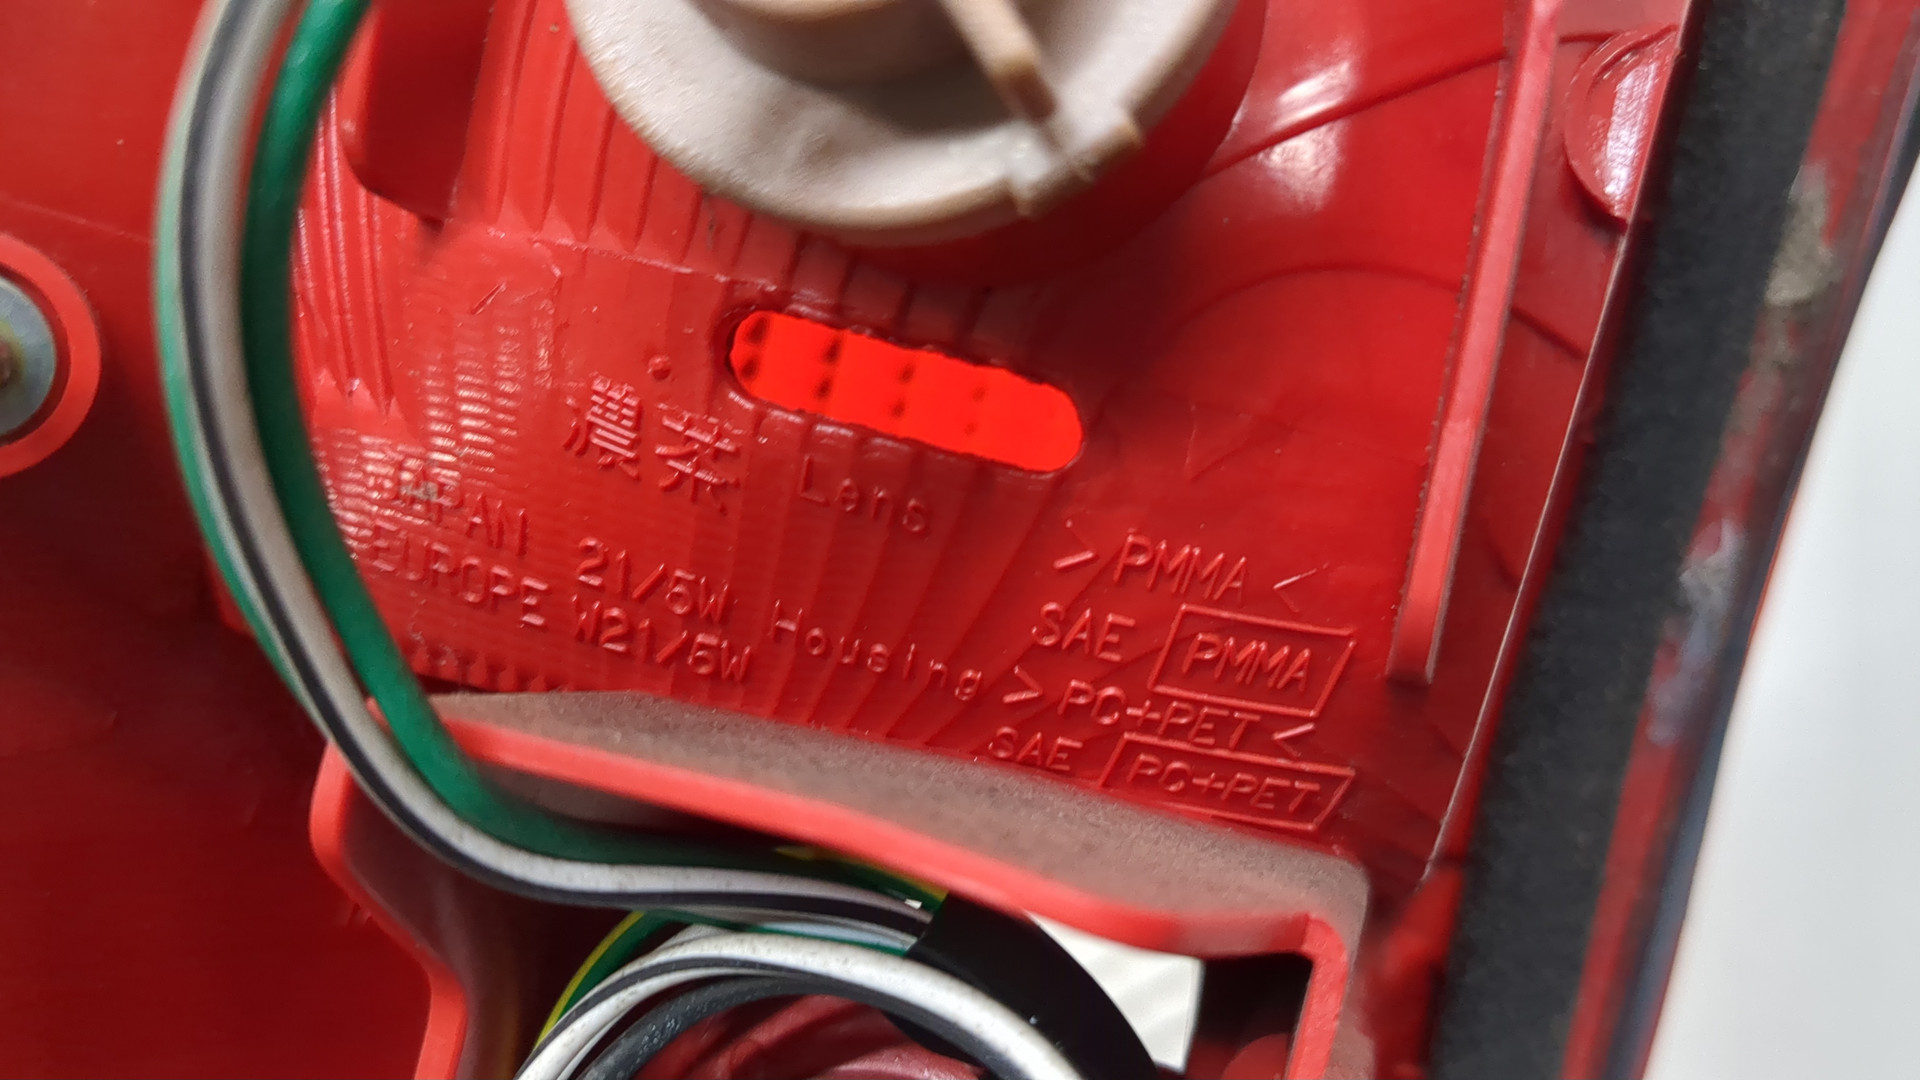 濃茶 Lens >PMMA<
SAE PMMA
JAPAN 21/5W Housing >PC+PET<
EUROPE W21/5W SAE PC+PET